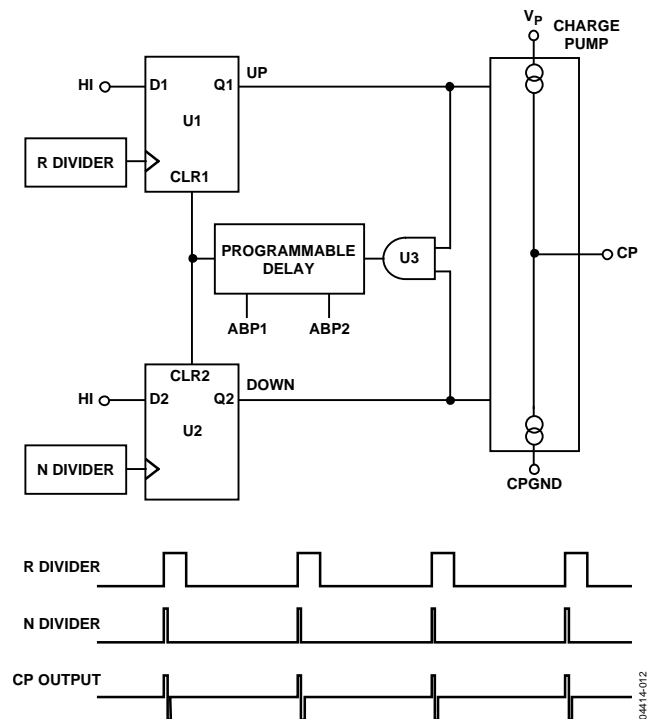 VP
CHARGE
PUMP
HI
D1
Q1
UP
U1
R DIVIDER
CLR1
PROGRAMMABLE
DELAY
U3
CP
ABP1
ABP2
CLR2
DOWN
HI
D2
Q2
U2
N DIVIDER
CPGND
R DIVIDER
N DIVIDER
CP OUTPUT
04414-012